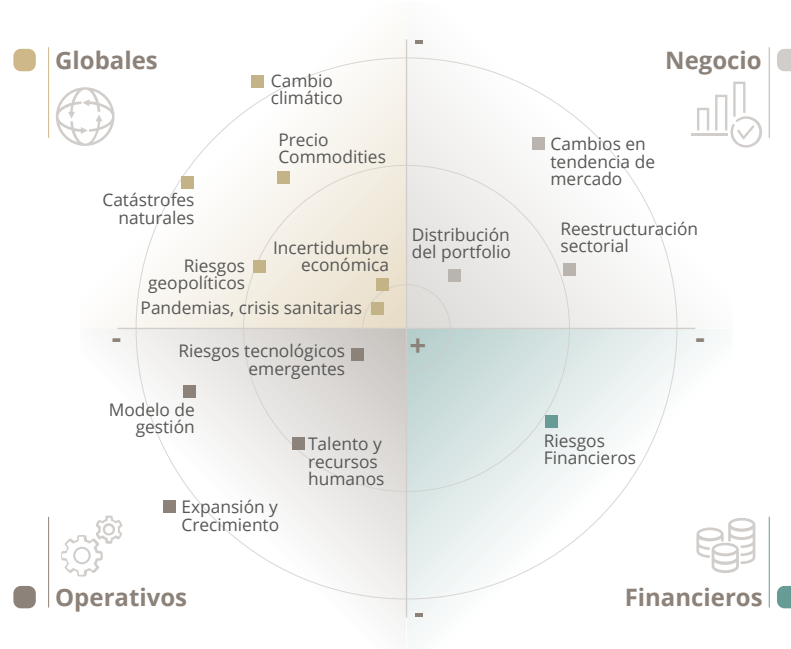 -
Globales
Negocio
Cambio
climático
Precio
Commodities
Cambios en
tendencia de
mercado
Catástrofes
naturales
Distribución
del portfolio
Reestructuración
sectorial
Incertidumbre
económica
Riesgos
geopolíticos
Pandemias, crisis sanitarias
-
+
-
Riesgos tecnológicos
emergentes
Modelo de
gestión
Talento y
recursos
humanos
Riesgos
Financieros
Expansión y
Crecimiento
Operativos
Financieros
-